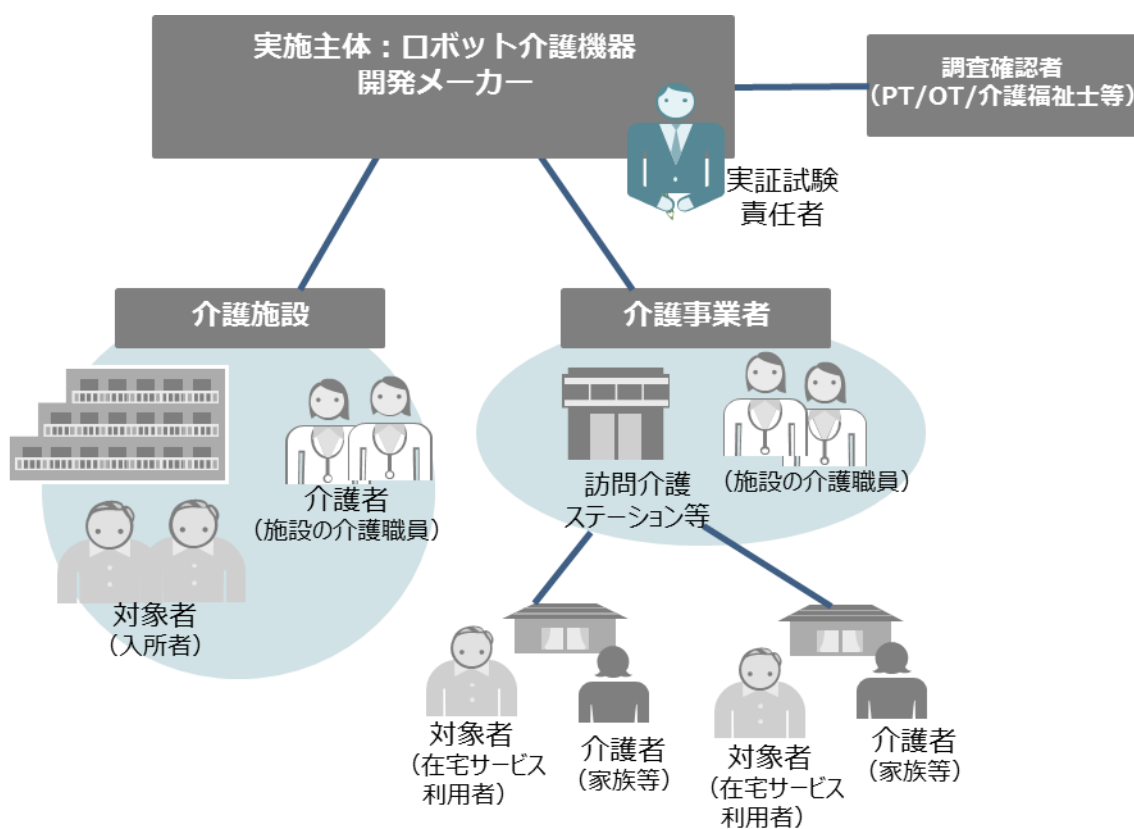 実施主体：ロボット介護機器
開発メーカー
調査確認者
（PT/OT/介護福祉士等）
実証試験
責任者
介護施設
介護事業者
介護者
（施設の介護職員）
訪問介護
ステーション等
（施設の介護職員）
対象者
（入所者）
対象者
（在宅サービス
利用者）
介護者
（家族等）
対象者
（在宅サービス
利用者）
介護者
（家族等）